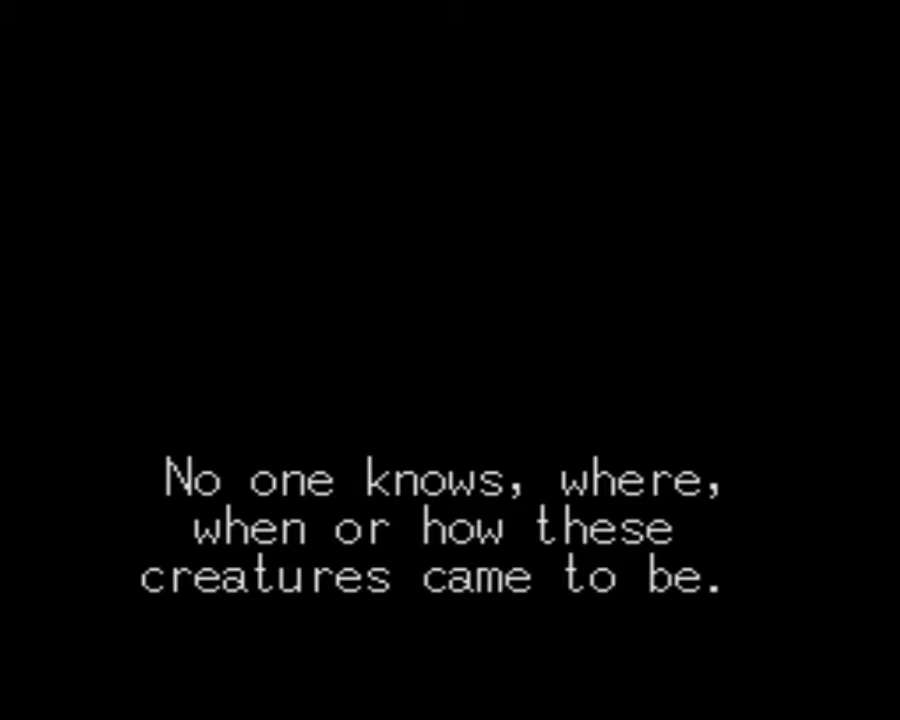 No one knows, where,
when or how these
creatures came to be.